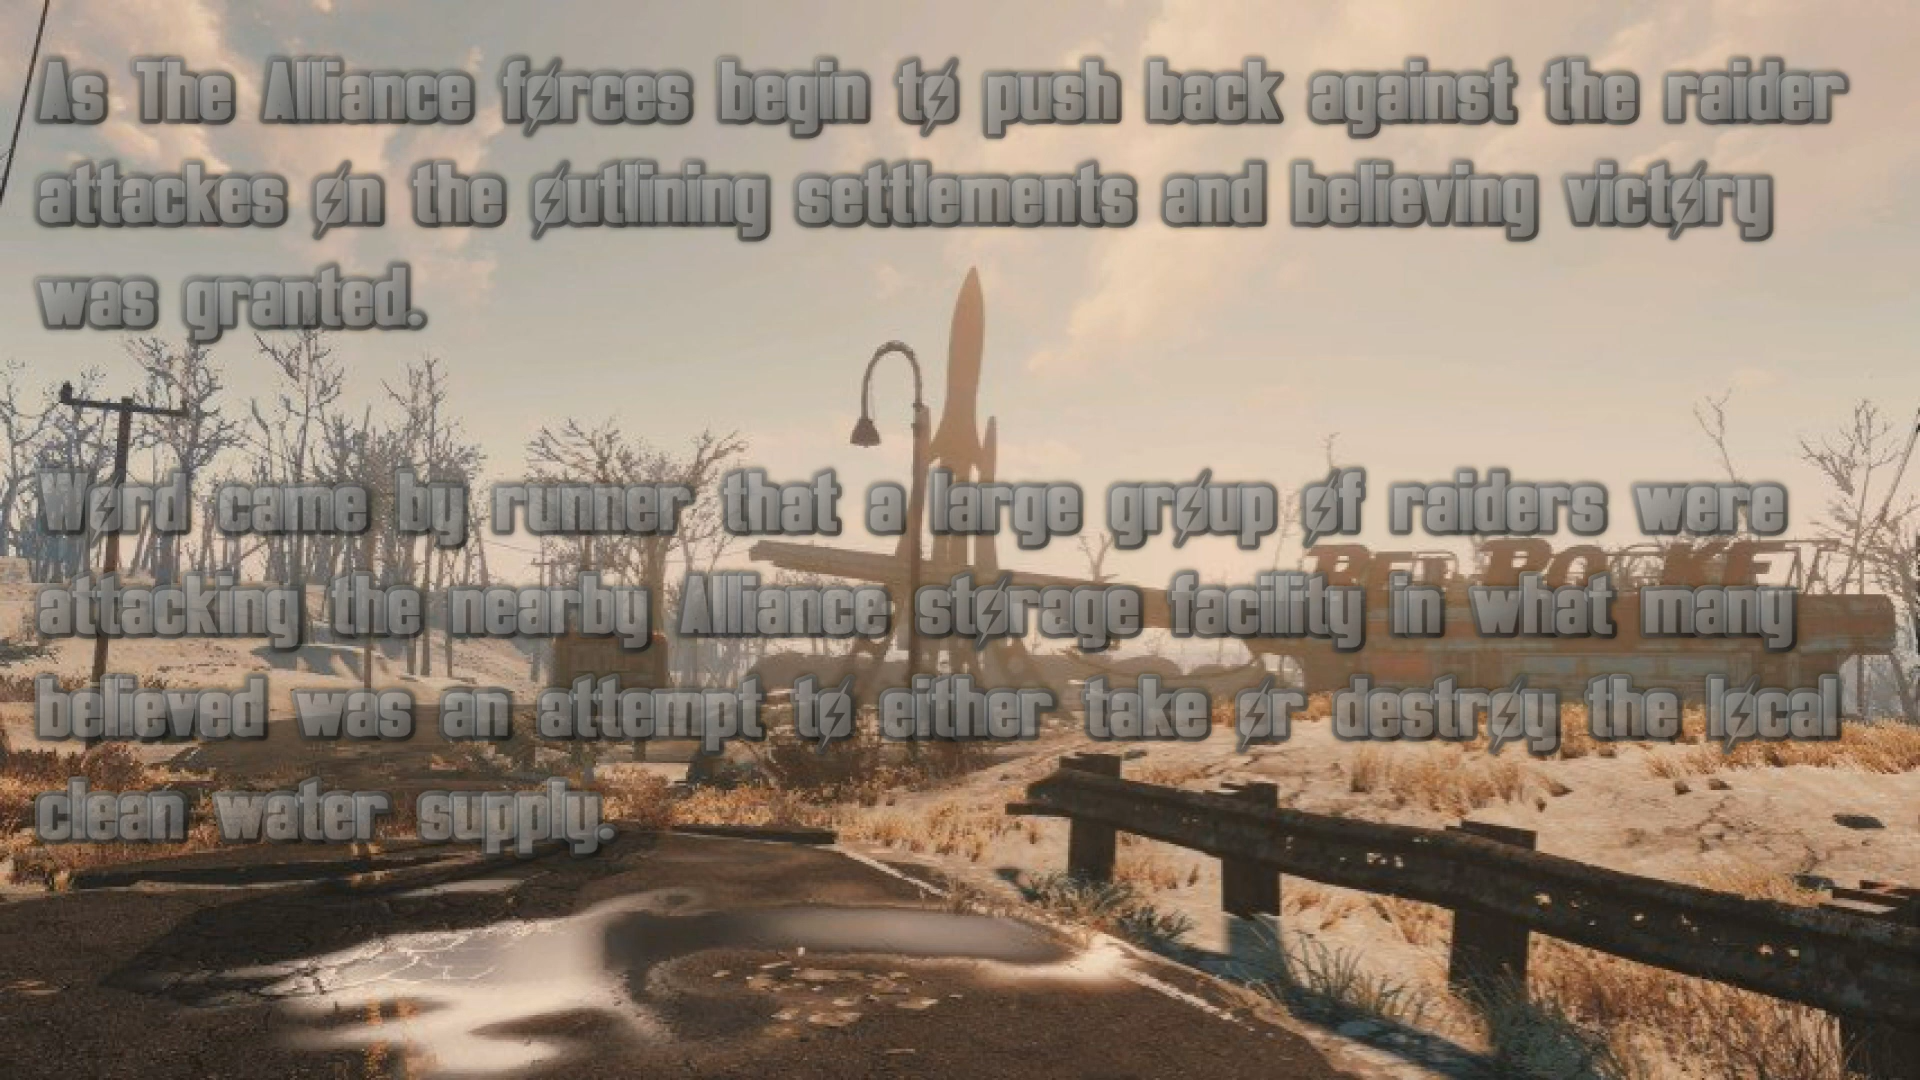 As The Alliance forces begin to push back against the raider
attackes on the outlining settlements and believing victory
was granted.
Word came by runner that a large group of raiders were
attacking the nearby Alliance storage facility in what many
believed was an attempt to either take or destroy the local
clean water supply.